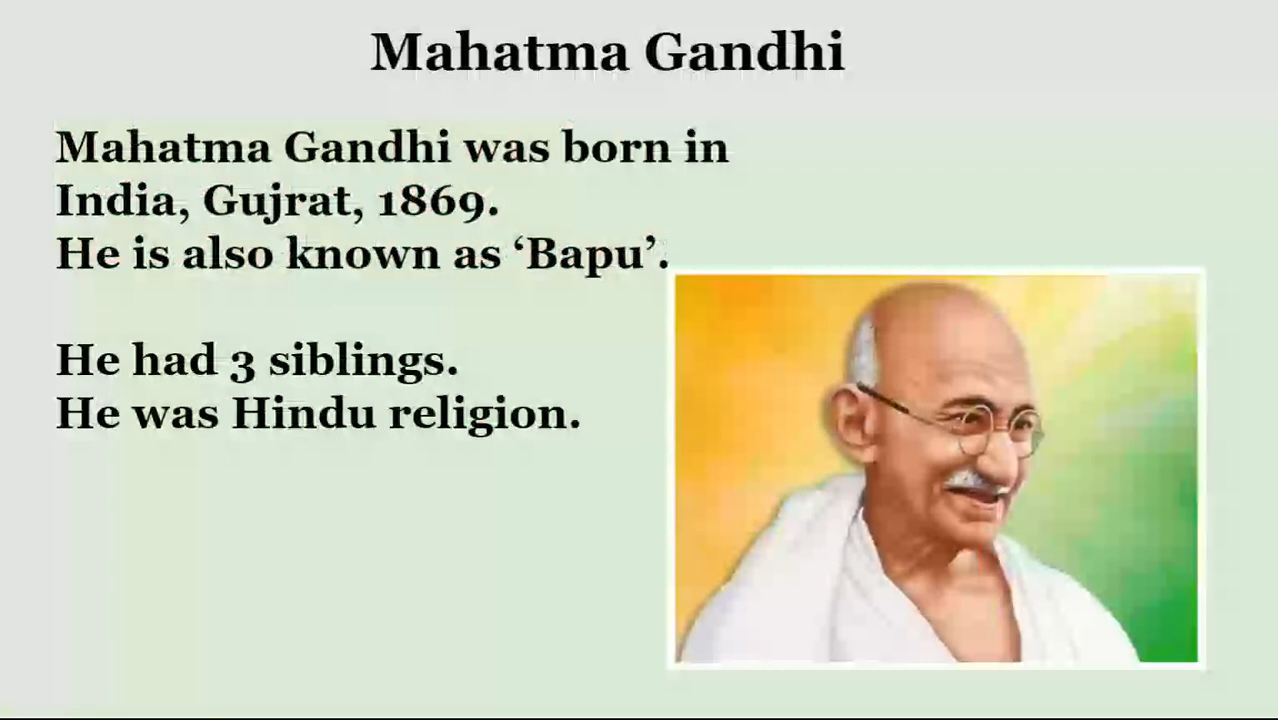 Mahatma Gandhi
Mahatma Gandhi was born in
India, Gujrat, 1869.
He is also known as ‘Bapu’.
He had 3 siblings.
He was Hindu religion.